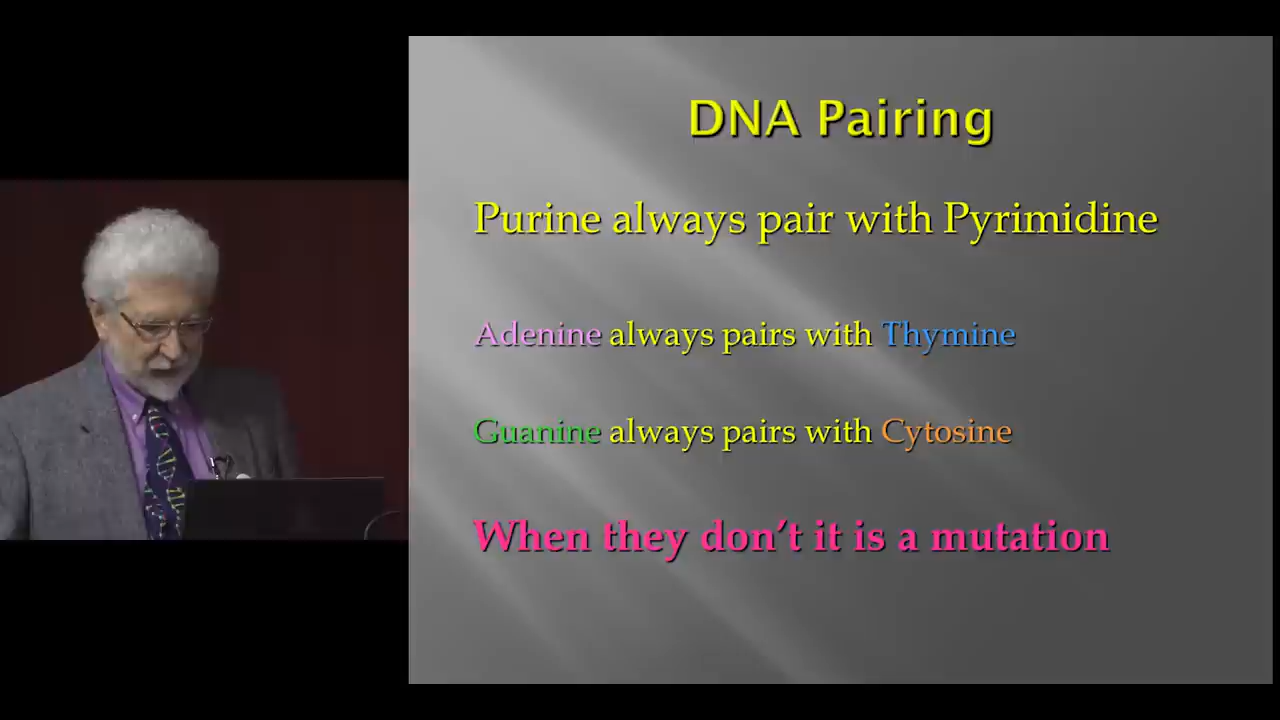 DNA Pairing
Purine always pair with Pyrimidine
Adenine always pairs with Thymine
Guanine always pairs with Cytosine
When they don't it is a mutation